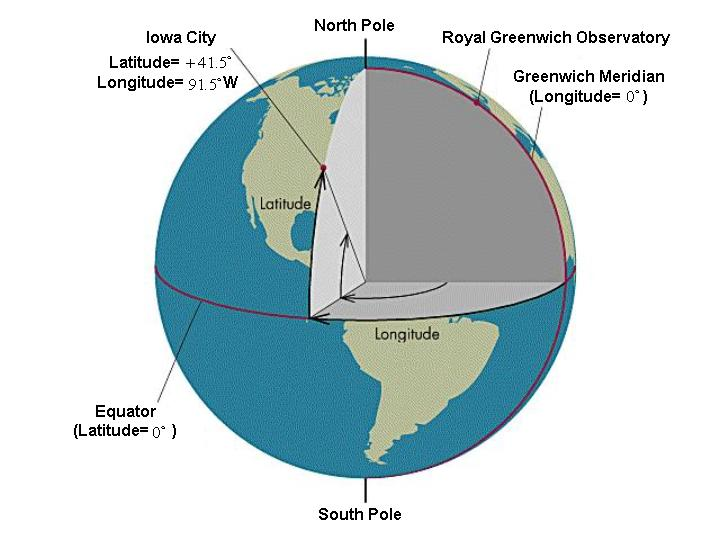 North Pole
Iowa City
Latitude= +41.5°
Longitude= 91.5°W
Royal Greenwich Observatory
Greenwich Meridian
(Longitude= 0° )
Latitude
Longitude
Equator
(Latitude= 0° )
South Pole